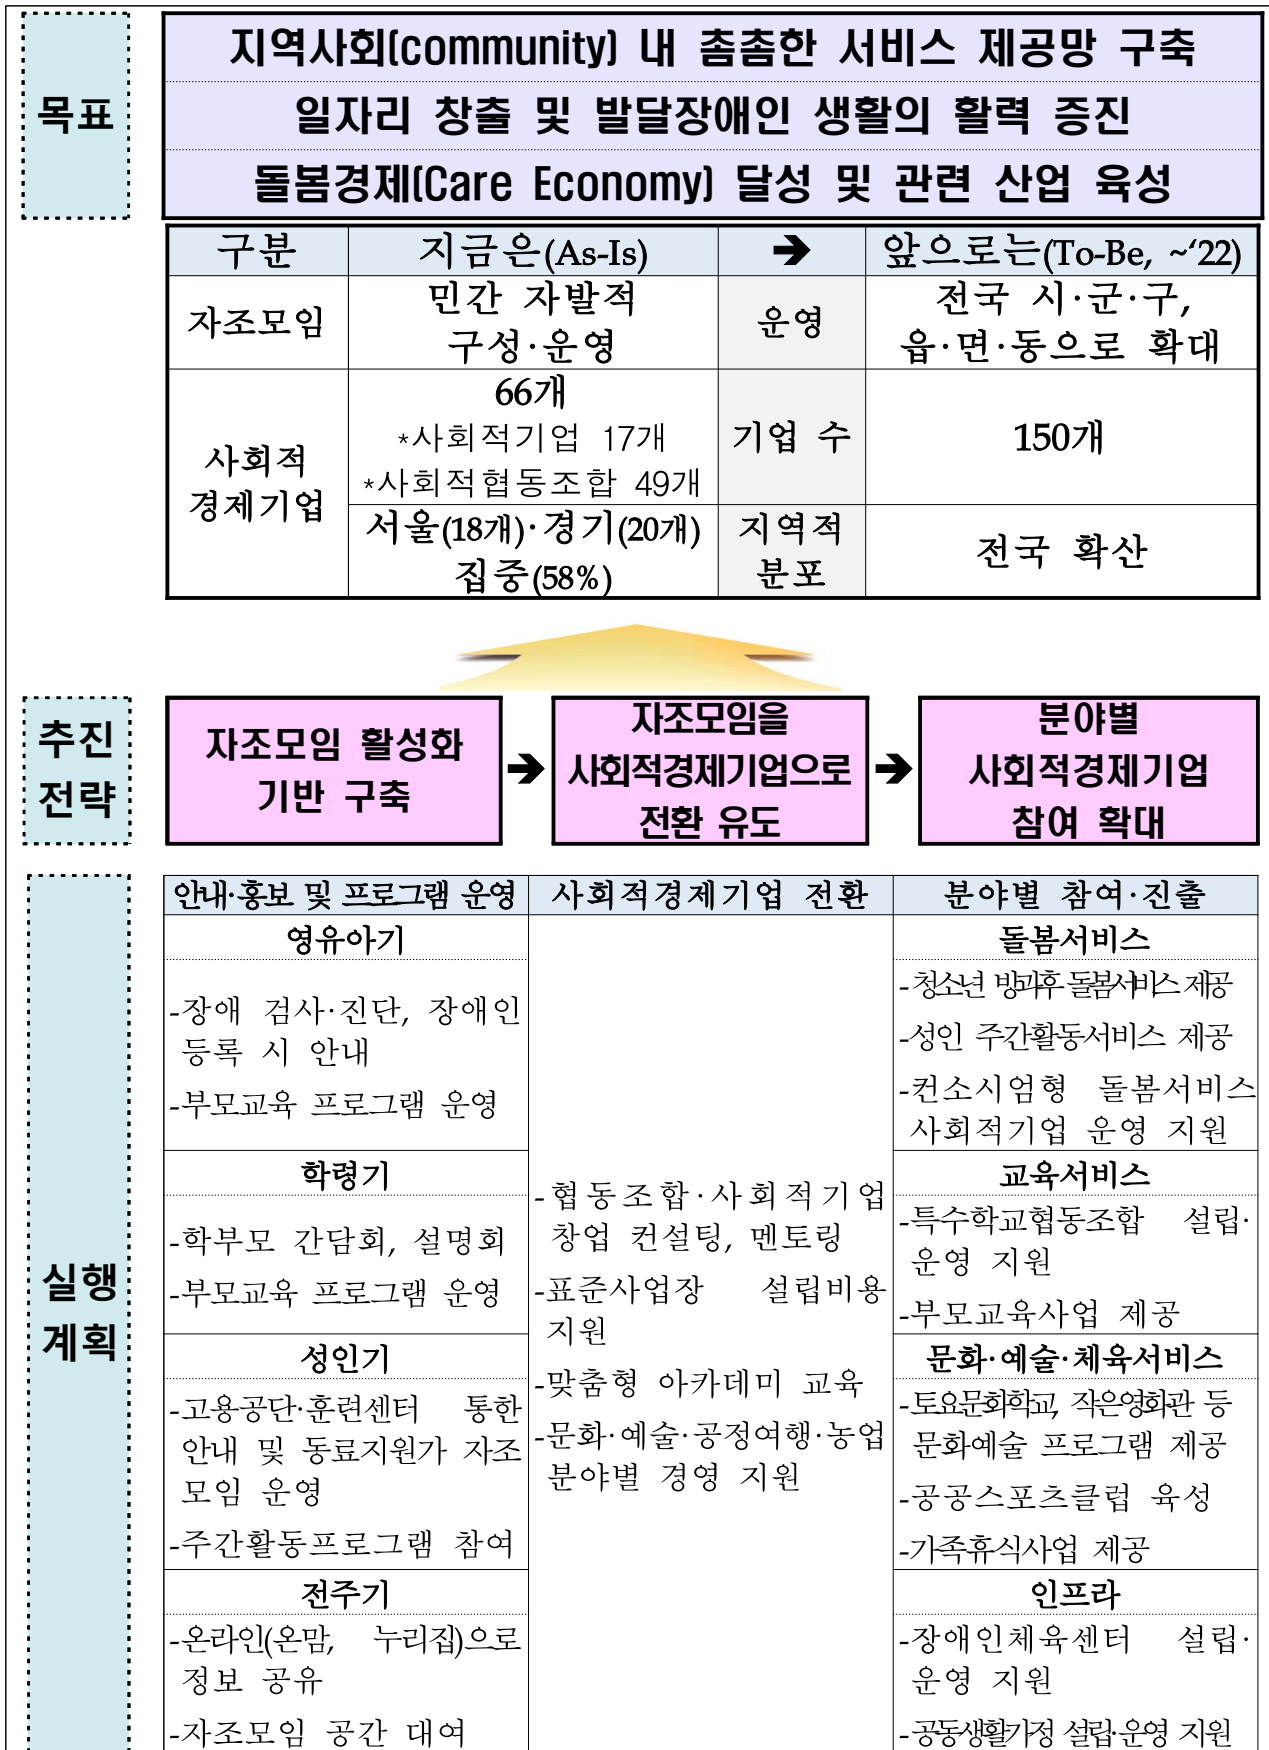 목표
지역사회(community) 내 촘촘한 서비스 제공망 구축
일자리 창출 및 발달장애인 생활의 활력 증진
돌봄경제(Care Economy) 달성 및 관련 산업 육성
구분 지금은(As-Is) ➔ 앞으로는(To-Be, ~‘22)
자조모임
민간 자발적
구성·운영
운영
전국 시·군·구,
읍·면·동으로 확대
사회적
경제기업
66개
*사회적기업 17개
*사회적협동조합 49개
기업 수
150개
서울(18개)·경기(20개)
집중(58%)
지역적
분포
전국 확산
추진
전략
자조모임 활성화
기반 구축
➔
자조모임을
사회적경제기업으로
전환 유도
➔
분야별
사회적경제기업
참여 확대
실행
계획
안내·홍보 및 프로그램 운영
영유아기
-장애 검사·진단, 장애인
등록 시 안내
-부모교육 프로그램 운영
학령기
-학부모 간담회, 설명회
-부모교육 프로그램 운영
성인기
-고용공단·훈련센터 통한
안내 및 동료지원가 자조
모임 운영
-주간활동프로그램 참여
전주기
-온라인(온맘, 누리집)으로
정보 공유
-자조모임 공간 대여
사회적경제기업 전환
-협동조합·사회적기업
창업 컨설팅, 멘토링
-표준사업장 설립비용
지원
-맞춤형 아카데미 교육
-문화·예술·공정여행·농업
분야별 경영 지원
분야별 참여·진출
돌봄서비스
-청소년 방과후 돌봄서비스 제공
-성인 주간활동서비스 제공
-컨소시엄형 돌봄서비스
사회적기업 운영 지원
교육서비스
-특수학교협동조합 설립·
운영 지원
-부모교육사업 제공
문화·예술·체육서비스
-토요문화학교, 작은영화관 등
문화예술 프로그램 제공
-공공스포츠클럽 육성
-가족휴식사업 제공
인프라
-장애인체육센터 설립·
운영 지원
-공동생활가정 설립·운영 지원